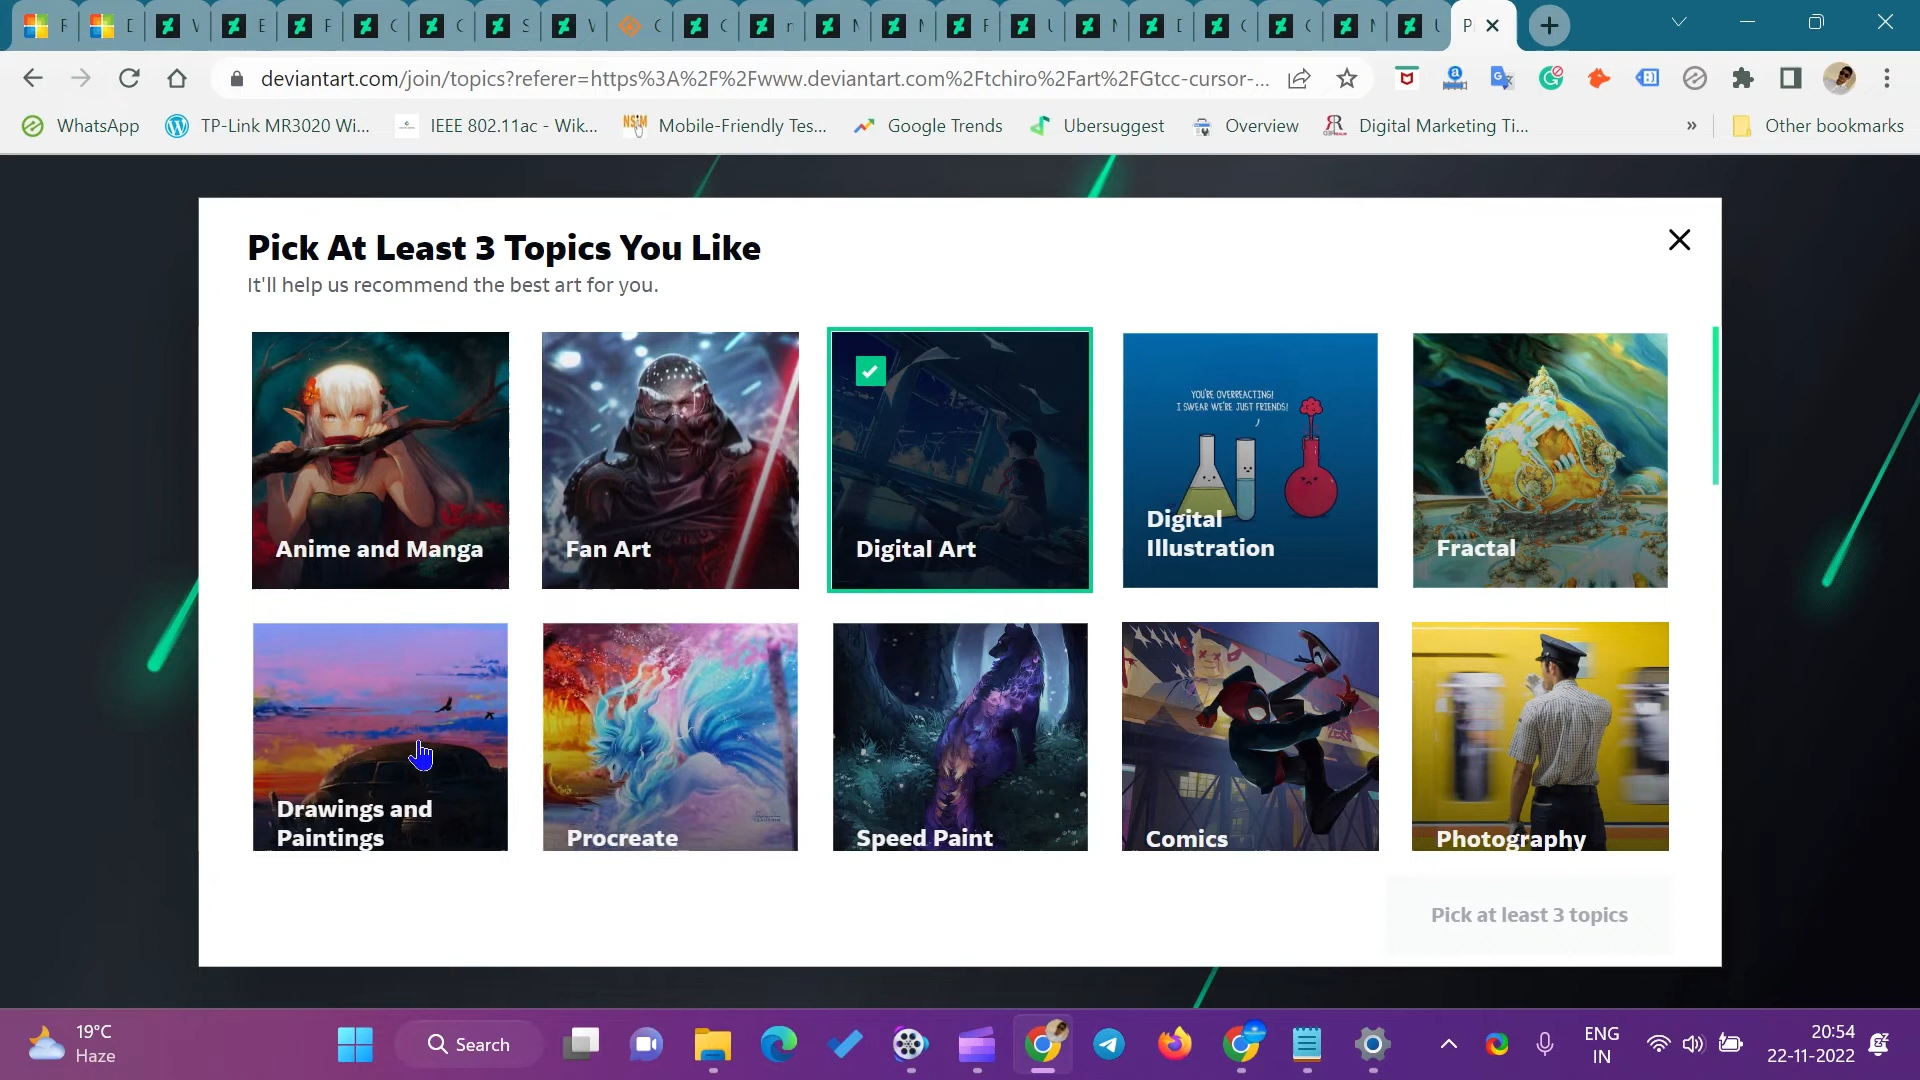 deviantart.com/join/topics?referer=https%3A%2F%2Fwww.deviantart.com%2Ftchiro%2Fart%2FGtcc-cursor-...
WhatsApp
TP-Link MR3020 Wi...
IEEE 802.11ac - Wik...
Mobile-Friendly Tes...
Google Trends
Ubersuggest
Overview
Digital Marketing Ti...
»
Other bookmarks
Pick At Least 3 Topics You Like
It'll help us recommend the best art for you.
YOU'RE OVERREACTING!
I SWEAR WE'RE JUST FRIENDS!
Anime and Manga
Fan Art
Digital Art
Digital
Illustration
Fractal
Drawings and
Paintings
Procreate
Speed Paint
Comics
Photography
Pick at least 3 topics
19°C
Haze
Search
ENG
IN
20:54
22-11-2022